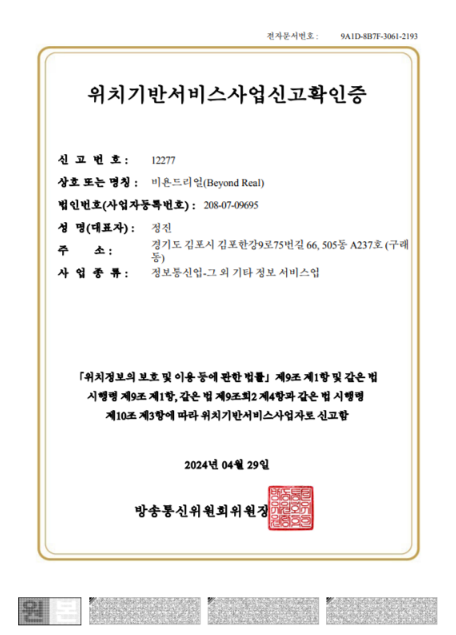 전자문서번호 : 9A1D-8B7F-3061-2193
위치기반서비스사업신고확인증
신 고 번 호 : 12277
상호 또는 명칭 : 비욘드리얼(Beyond Real)
법인번호(사업자등록번호) : 208-07-09695
성 명(대표자) : 정진
주 소 : 경기도 김포시 김포한강9로75번길 66, 505동 A237호 (구래
동)
사 업 종 류 : 정보통신업-그 외 기타 정보 서비스업
「위치정보의 보호 및 이용 등에 관한 법률」 제9조 제1항 및 같은 법
시행령 제9조 제1항, 같은 법 제9조의2 제4항과 같은 법 시행령
제10조 제3항에 따라 위치기반서비스사업자로 신고함
2024년 04월 29일
방송통신위원회위원장
원본